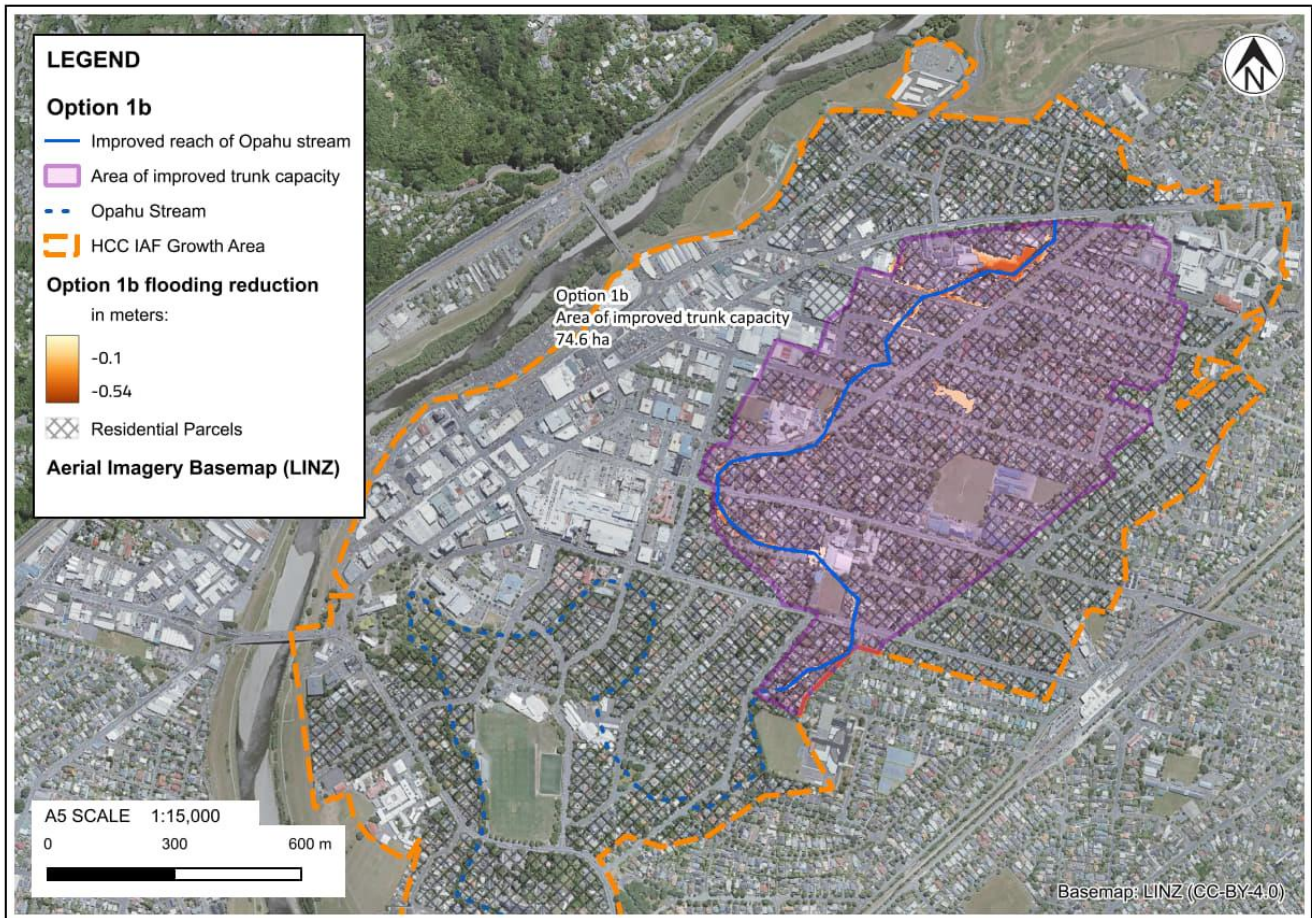 LEGEND
Option 1b
Improved reach of Opahu stream
Area of improved trunk capacity
Opahu Stream
HCC IAF Growth Area
Option 1b flooding reduction
in meters:
-0.1
-0.54
Residential Parcels
Aerial Imagery Basemap (LINZ)
N
Option 1b
Area of improved trunk capacity
74.6 ha
A5 SCALE 1:15,000
0 300 600 m
Basemap: LINZ (CC-BY-4.0)